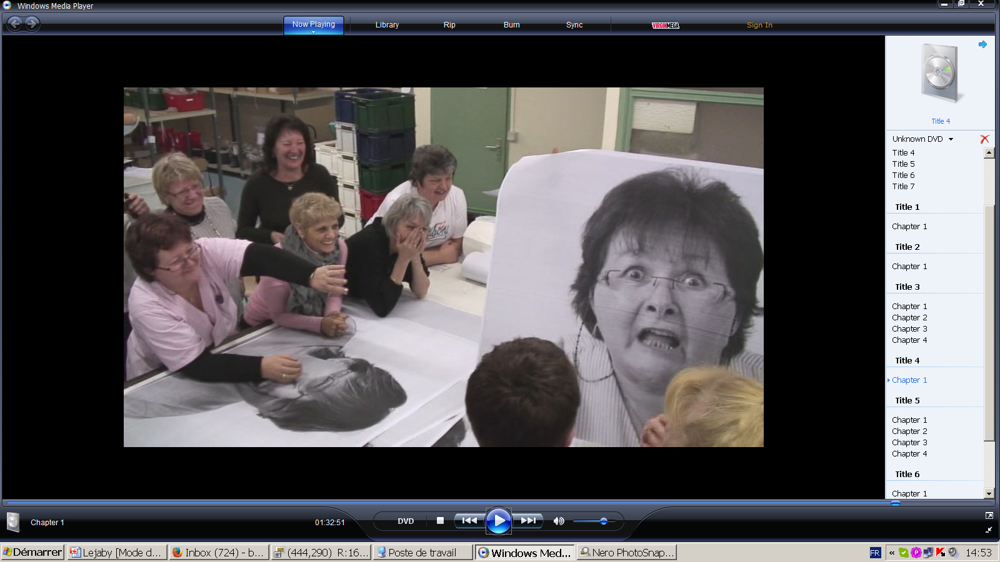 Windows Media Player
Now Playing
Library
Rip
Burn
Sync
VIRGINMEGA
Sign In
Title 4
Unknown DVD
Title 4
Title 5
Title 6
Title 7
Title 1
Chapter 1
Title 2
Chapter 1
Title 3
Chapter 1
Chapter 2
Chapter 3
Chapter 4
Title 4
Chapter 1
Title 5
Chapter 1
Chapter 2
Chapter 3
Chapter 4
Title 6
Chapter 1
Chapter 1
01:32:51
DVD
Démarrer
Lejaby [Mode d...
Inbox (724) - b...
(444,290) R:16...
Poste de travail
Windows Med...
Nero PhotoSnap...
FR
«
14:53